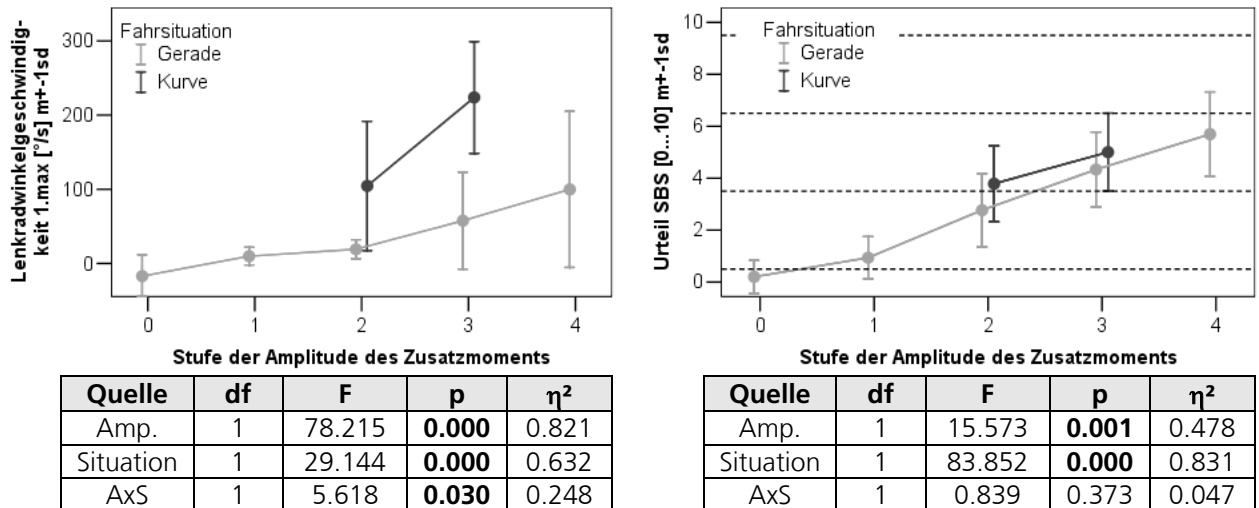 Lenkradwinkelgeschwindig-
keit 1.max [°/s] m+-1sd
300
200
100
0
Fahrsituation
Gerade
Kurve
0 1 2 3 4
Stufe der Amplitude des Zusatzmoments
Quelle df F p η²
Amp. 1 78.215 0.000 0.821
Situation 1 29.144 0.000 0.632
AxS 1 5.618 0.030 0.248
Urteil SBS [0...10] m+-1sd
10
8
6
4
2
0
Fahrsituation
Gerade
Kurve
0 1 2 3 4
Stufe der Amplitude des Zusatzmoments
Quelle df F p η²
Amp. 1 15.573 0.001 0.478
Situation 1 83.852 0.000 0.831
AxS 1 0.839 0.373 0.047